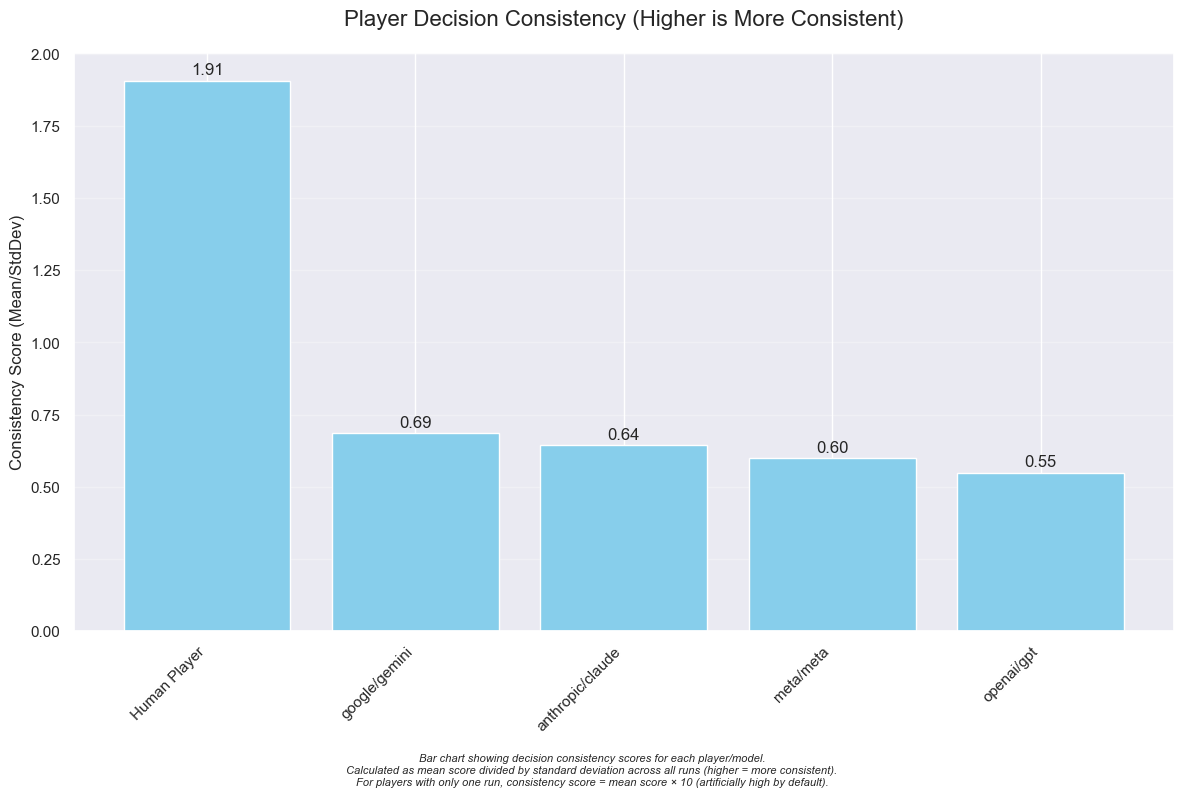 Player Decision Consistency (Higher is More Consistent)
Consistency Score (Mean/StdDev)
2.00
1.75
1.50
1.25
1.00
0.75
0.50
0.25
0.00
1.91
0.69
0.64
0.60
0.55
Human Player
google/gemini
anthropic/claude
meta/meta
openai/gpt
Bar chart showing decision consistency scores for each player/model.
Calculated as mean score divided by standard deviation across all runs (higher = more consistent).
For players with only one run, consistency score = mean score × 10 (artificially high by default).